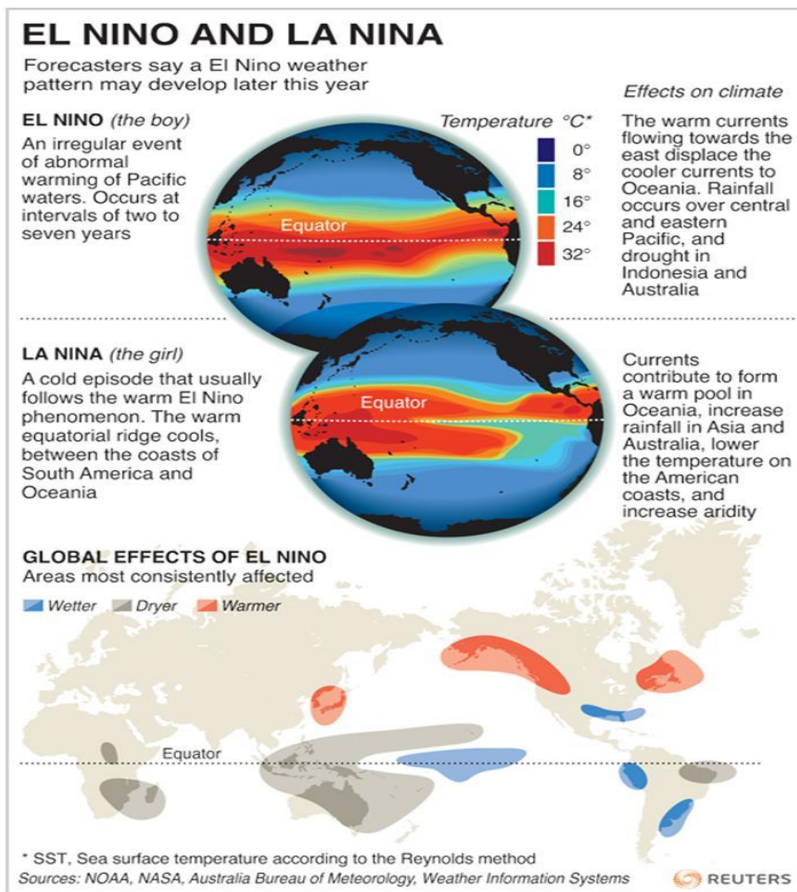 EL NINO AND LA NINA
Forecasters say a El Nino weather
pattern may develop later this year
EL NINO (the boy)
An irregular event
of abnormal
warming of Pacific
waters. Occurs at
intervals of two to
seven years
Equator
Temperature °C*
0°
8°
16°
24°
32°
Effects on climate
The warm currents
flowing towards the
east displace the
cooler currents to
Oceania. Rainfall
occurs over central
and eastern
Pacific, and
drought in
Indonesia and
Australia
LA NINA (the girl)
A cold episode that usually
follows the warm El Nino
phenomenon. The warm
equatorial ridge cools,
between the coasts of
South America and
Oceania
Equator
Currents
contribute to form
a warm pool in
Oceania, increase
rainfall in Asia and
Australia, lower
the temperature on
the American
coasts, and
increase aridity
GLOBAL EFFECTS OF EL NINO
Areas most consistently affected
Wetter Dryer Warmer
Equator
* SST, Sea surface temperature according to the Reynolds method
Sources: NOAA, NASA, Australia Bureau of Meteorology, Weather Information Systems
REUTERS